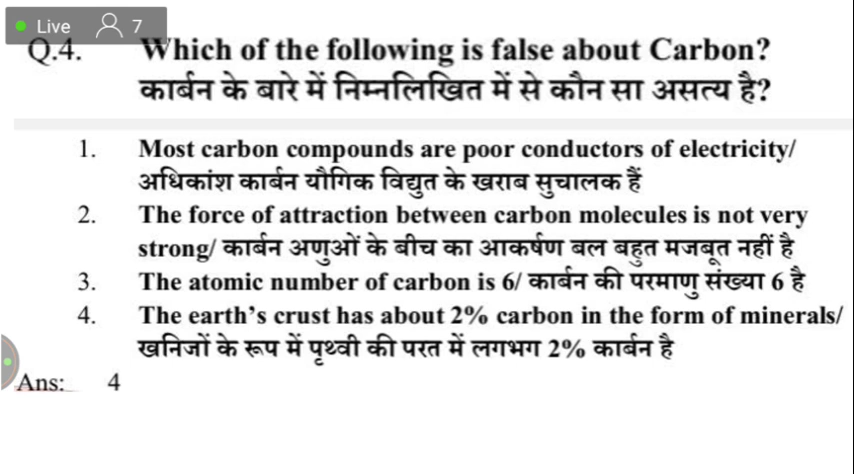 Live 7
Q.4. Which of the following is false about Carbon?
कार्बन के बारे में निम्नलिखित में से कौन सा असत्य है?
1. Most carbon compounds are poor conductors of electricity/
अधिकांश कार्बन यौगिक विद्युत के खराब सुचालक हैं
2. The force of attraction between carbon molecules is not very
strong/ कार्बन अणुओं के बीच का आकर्षण बल बहुत मजबूत नहीं है
3. The atomic number of carbon is 6/ कार्बन की परमाणु संख्या 6 है
4. The earth’s crust has about 2% carbon in the form of minerals/
खनिजों के रूप में पृथ्वी की परत में लगभग 2% कार्बन है
Ans: 4